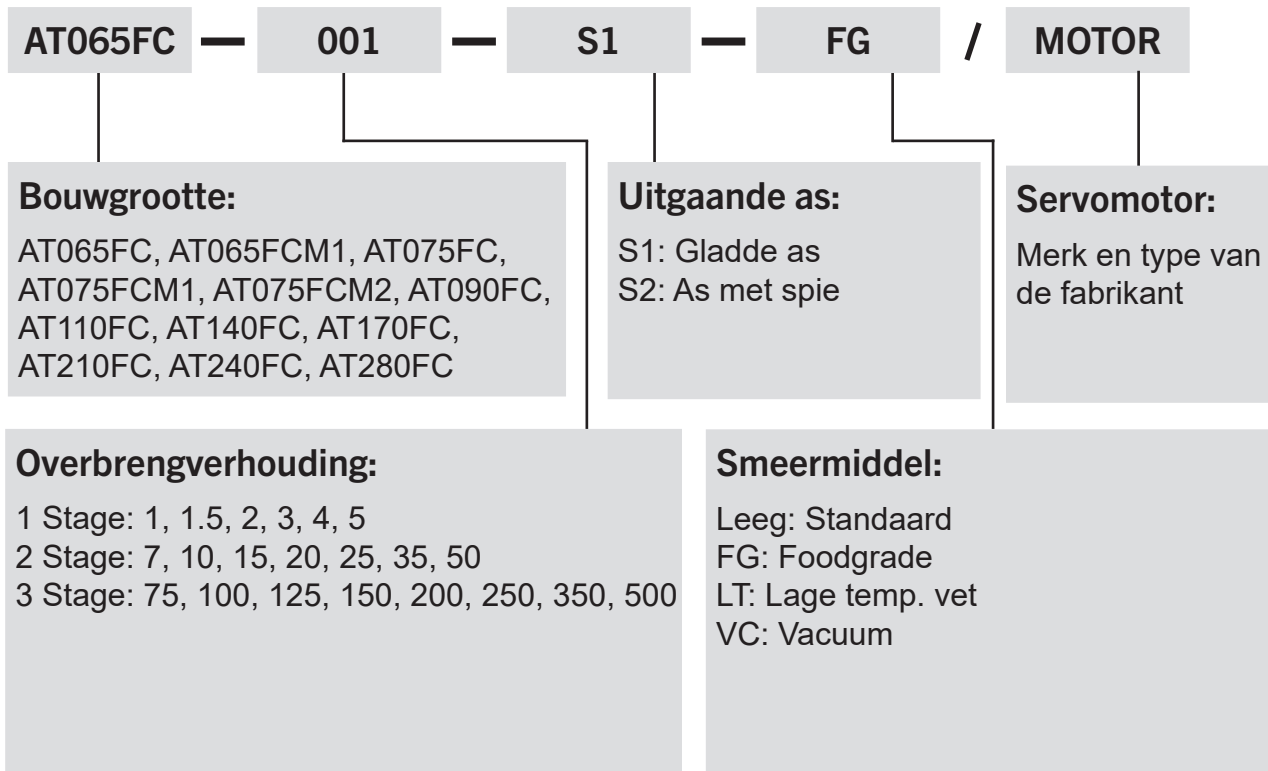 AT065FC — 001 — S1 — FG / MOTOR
Bouwgrootte:
AT065FC, AT065FCM1, AT075FC,
AT075FCM1, AT075FCM2, AT090FC,
AT110FC, AT140FC, AT170FC,
AT210FC, AT240FC, AT280FC
Uitgaande as:
S1: Gladde as
S2: As met spie
Servomotor:
Merk en type van
de fabrikant
Overbrengverhouding:
1 Stage: 1, 1.5, 2, 3, 4, 5
2 Stage: 7, 10, 15, 20, 25, 35, 50
3 Stage: 75, 100, 125, 150, 200, 250, 350, 500
Smeermiddel:
Leeg: Standaard
FG: Foodgrade
LT: Lage temp. vet
VC: Vacuum